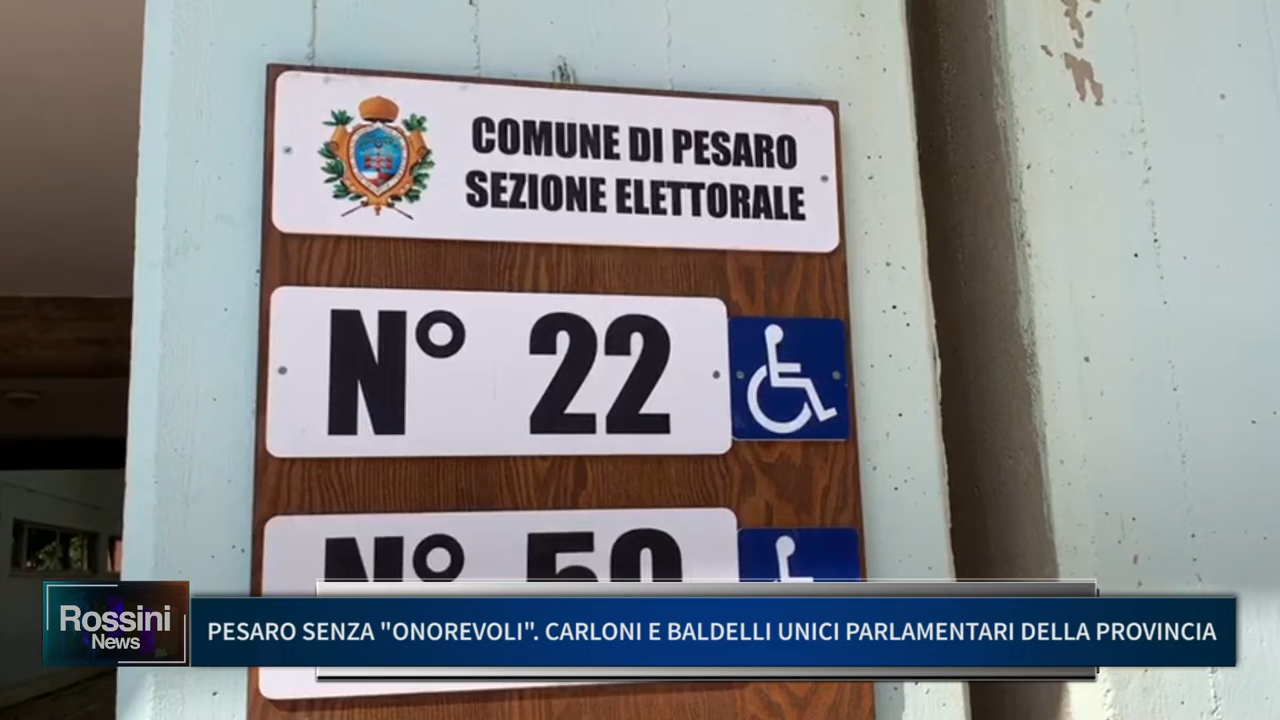 COMUNE DI PESARO
SEZIONE ELETTORALE
N° 22
Rossini
News
PESARO SENZA "ONOREVOLI". CARLONI E BALDELLI UNICI PARLAMENTARI DELLA PROVINCIA